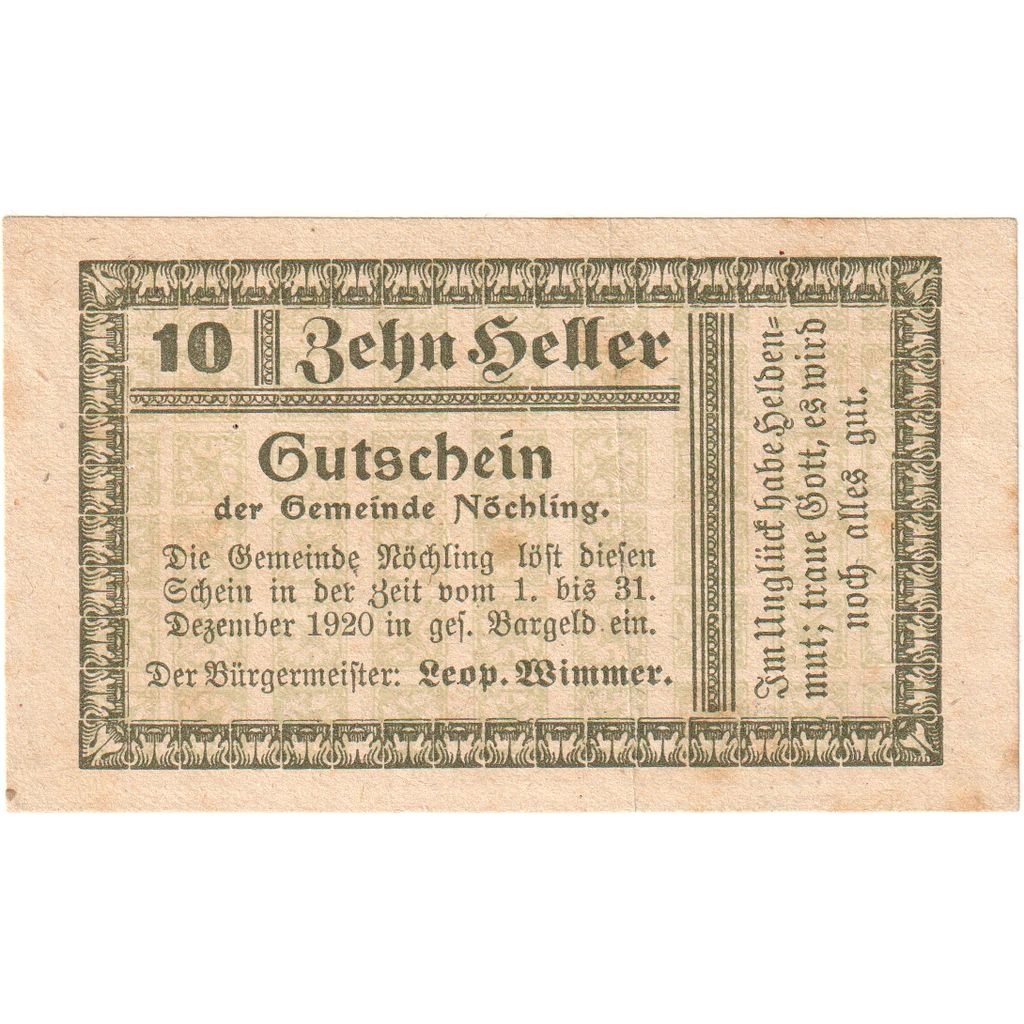 10 Zehn Heller
Gutschein
der Gemeinde Nöchling.
Die Gemeinde Nöchling löst diesen
Schein in der Zeit vom 1. bis 31.
Dezember 1920 in ges. Bargeld ein.
Der Bürgermeister: Leop. Wimmer.
Im Unglück habe Helden=
mut; traue Gott, es wird
noch alles gut.